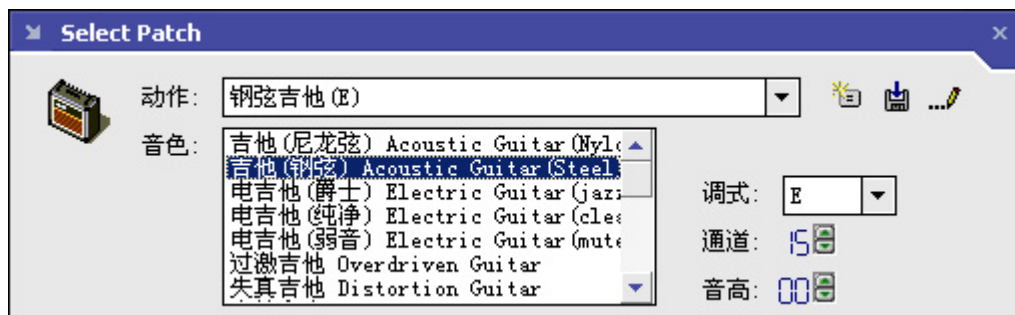 Select Patch
动作: 钢弦吉他(E)
音色:
吉他(尼龙弦) Acoustic Guitar(Nylo
吉他(钢弦) Acoustic Guitar(Steel)
电吉他(爵士) Electric Guitar(jazz
电吉他(纯净) Electric Guitar(clea
电吉他(弱音) Electric Guitar(mute
过激吉他 Overdriven Guitar
失真吉他 Distortion Guitar
调式: E
通道: 15
音高: 00